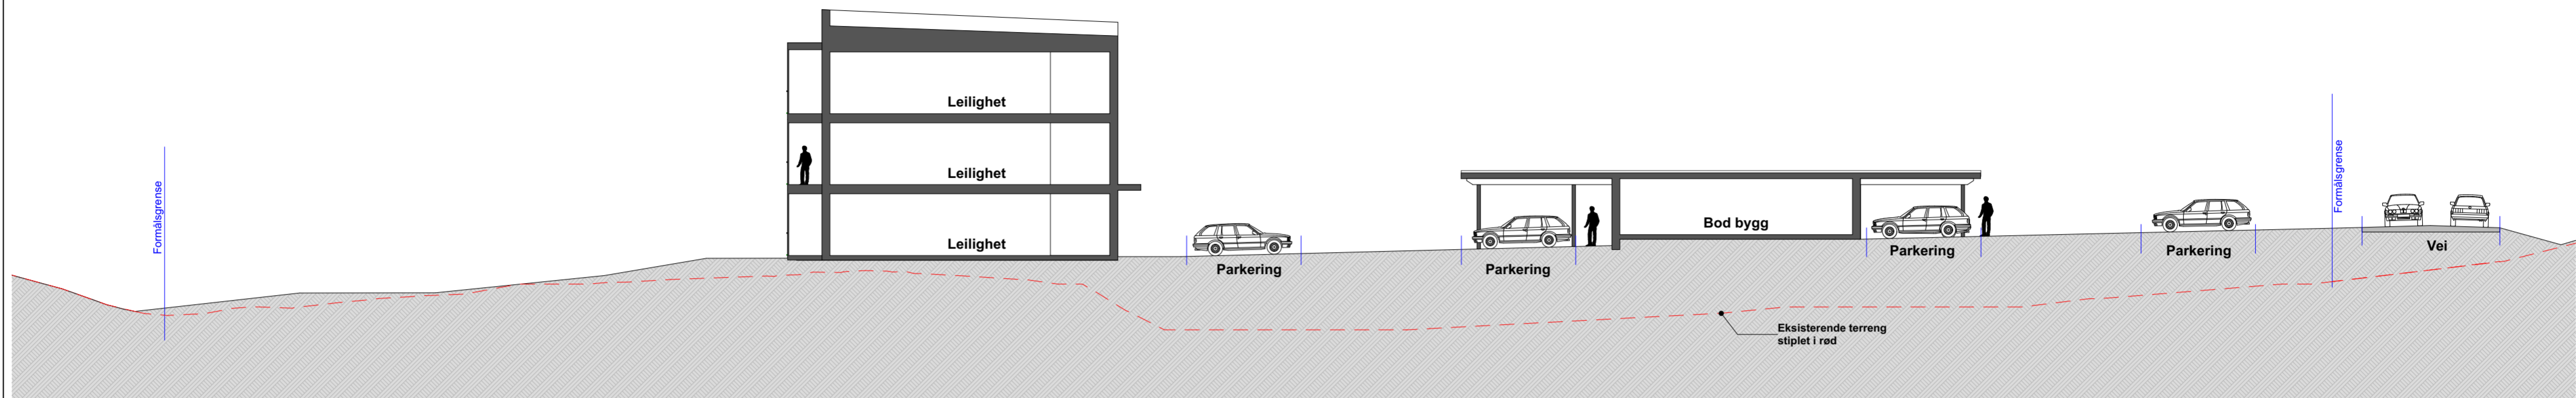 Formålsgrense
Leilighet
Leilighet
Leilighet
Parkering
Parkering
Bod bygg
Parkering
Parkering
Formålsgrense
Vei
Eksisterende terreng
stiplet i rød